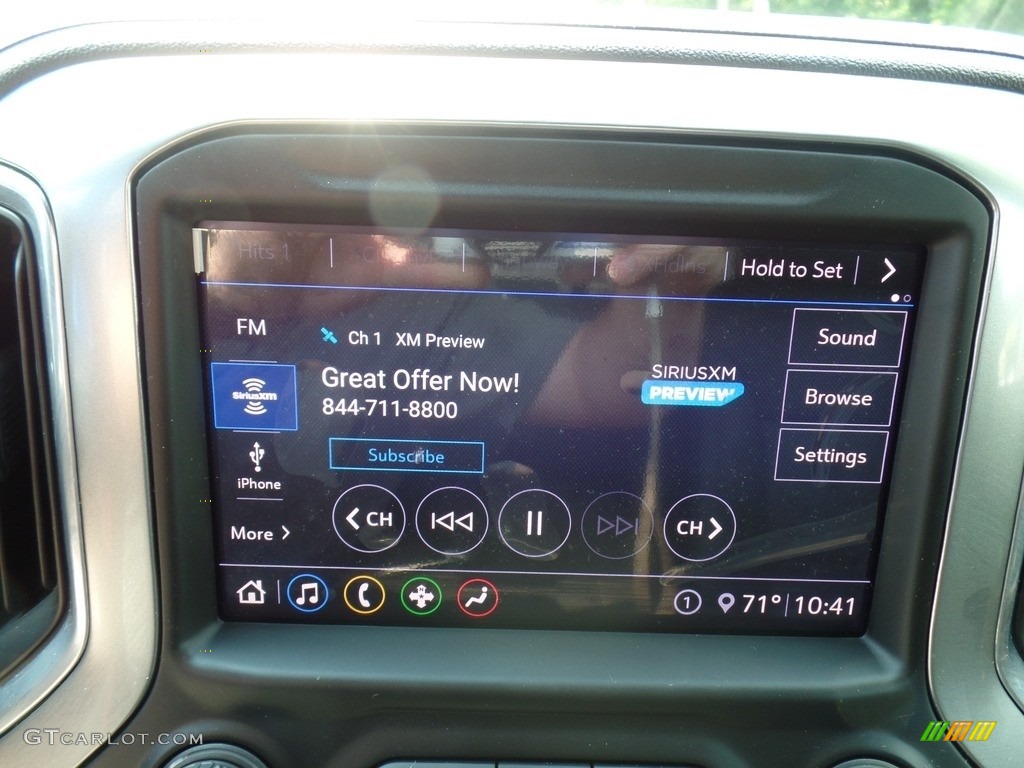 Hits 1
Hold to Set
FM
Ch 1 XM Preview
SIRIUSXM
PREVIEW
Sound
SiriusXM
Great Offer Now!
844-711-8800
Browse
Subscribe
Settings
iPhone
CH
CH
More
1 71° 10:41
GTCARLOT.COM